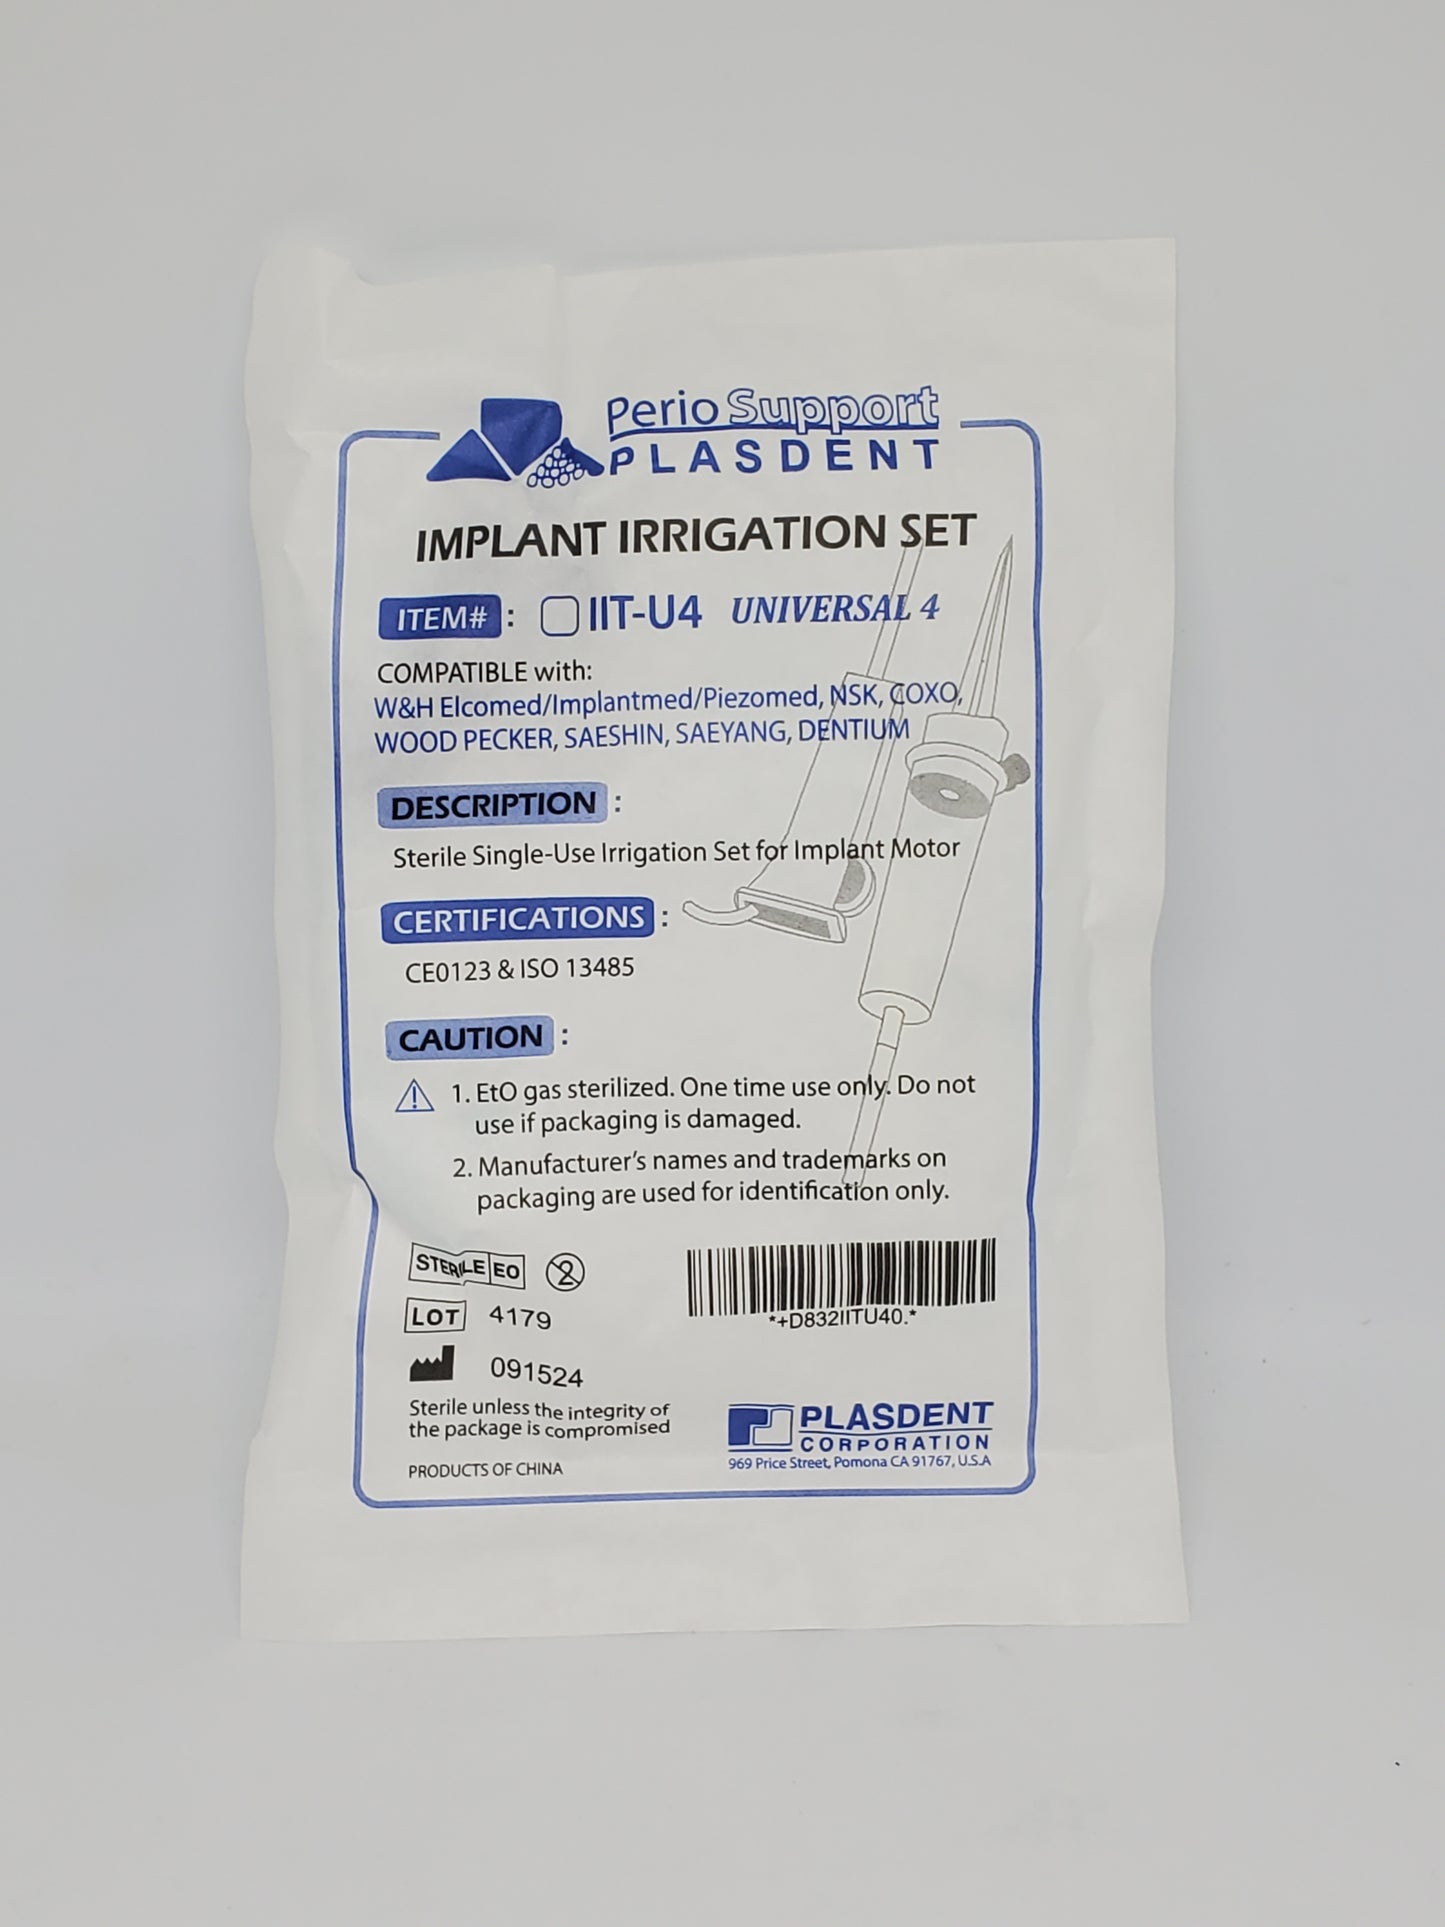 Perio Support
PLASDENT
IMPLANT IRRIGATION SET
ITEM# : IIT-U4 UNIVERSAL 4
COMPATIBLE with:
W&H Elcomed/Implantmed/Piezomed, NSK, COXO,
WOOD PECKER, SAESHIN, SAEYANG, DENTIUM
DESCRIPTION :
Sterile Single-Use Irrigation Set for Implant Motor
CERTIFICATIONS :
CE0123 & ISO 13485
CAUTION :
1. EtO gas sterilized. One time use only. Do not
use if packaging is damaged.
2. Manufacturer's names and trademarks on
packaging are used for identification only.
STERILE EO 2
LOT 4179
*+D832IITU40.*
091524
Sterile unless the integrity of
the package is compromised
PRODUCTS OF CHINA
PLASDENT
CORPORATION
969 Price Street, Pomona CA 91767, U.S.A